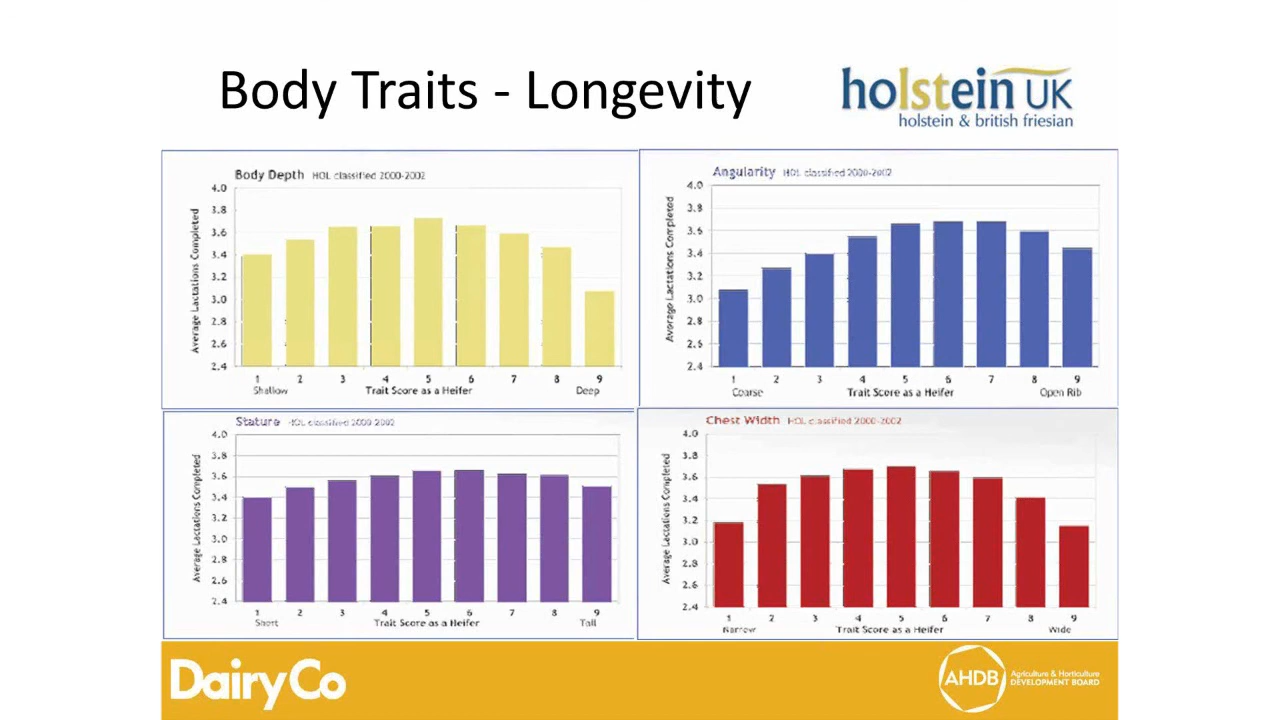 Body Traits - Longevity
holstein UK
holstein & british friesian
Body Depth HOL classified 2000-2002
Average Lactations Completed
4.0
3.8
3.6
3.4
3.2
3.0
2.8
2.6
2.4
1 2 3 4 5 6 7 8 9
Shallow Trait Score as a Heifer Deep
Angularity HOL classified 2000-2002
Average Lactations Completed
4.0
3.8
3.6
3.4
3.2
3.0
2.8
2.6
2.4
1 2 3 4 5 6 7 8 9
Coarse Trait Score as a Heifer Open Rib
Stature HOL classified 2000-2002
Average Lactations Completed
4.0
3.8
3.6
3.4
3.2
3.0
2.8
2.6
2.4
1 2 3 4 5 6 7 8 9
Short Trait Score as a Heifer Tall
Chest Width HOL classified 2000-2002
Average Lactations Completed
4.0
3.8
3.6
3.4
3.2
3.0
2.8
2.6
2.4
1 2 3 4 5 6 7 8 9
Narrow Trait Score as a Heifer Wide
DairyCo
AHDB
Agriculture & Horticulture
DEVELOPMENT BOARD